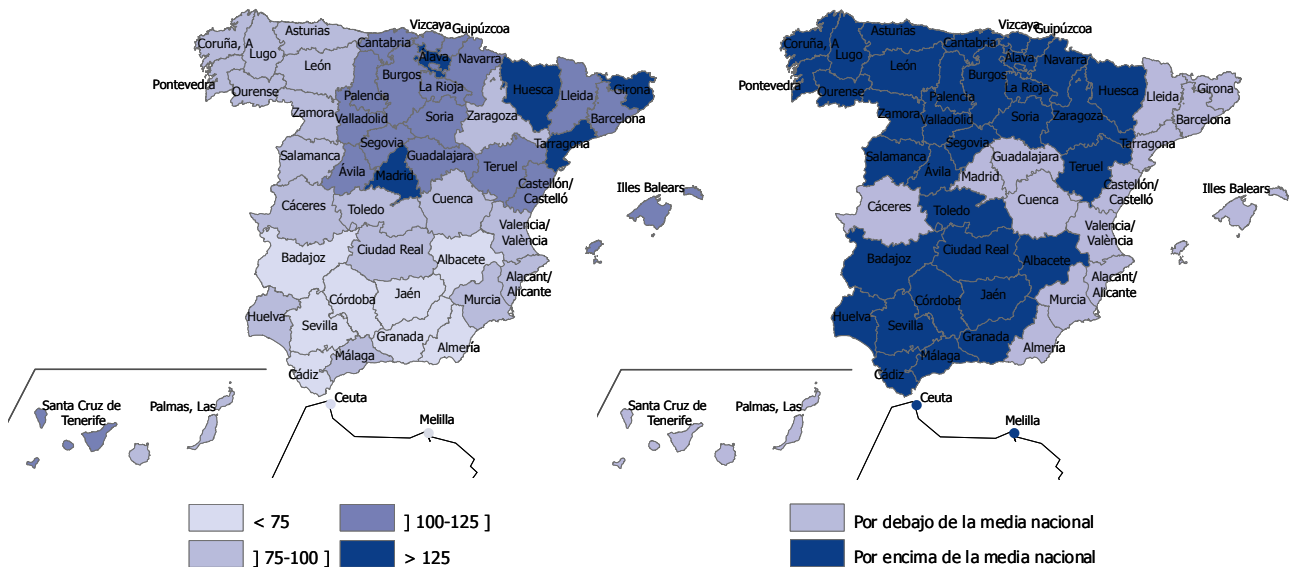 Vizcaya
Guipúzcoa
Asturias
Cantabria
Coruña, A
Lugo
Álava
Navarra
León
Burgos
La Rioja
Pontevedra
Ourense
Palencia
Huesca
Lleida
Girona
Zamora
Valladolid
Soria
Zaragoza
Barcelona
Segovia
Tarragona
Salamanca
Guadalajara
Ávila
Madrid
Teruel
Castellón/
Castelló
Illes Balears
Cáceres
Toledo
Cuenca
Valencia/
València
Badajoz
Ciudad Real
Albacete
Alacant/
Alicante
Córdoba
Jaén
Murcia
Huelva
Sevilla
Granada
Almería
Málaga
Cádiz
Ceuta
Melilla
Santa Cruz de
Tenerife
Palmas, Las
< 75
] 100-125 ]
] 75-100 ]
> 125
Vizcaya
Guipúzcoa
Asturias
Cantabria
Coruña, A
Lugo
Álava
Navarra
León
Burgos
La Rioja
Pontevedra
Ourense
Palencia
Huesca
Lleida
Girona
Zamora
Valladolid
Soria
Zaragoza
Barcelona
Segovia
Tarragona
Salamanca
Guadalajara
Ávila
Madrid
Teruel
Castellón/
Castelló
Illes Balears
Cáceres
Toledo
Cuenca
Valencia/
València
Badajoz
Ciudad Real
Albacete
Alacant/
Alicante
Córdoba
Jaén
Murcia
Huelva
Sevilla
Granada
Almería
Málaga
Cádiz
Ceuta
Melilla
Santa Cruz de
Tenerife
Palmas, Las
Por debajo de la media nacional
Por encima de la media nacional